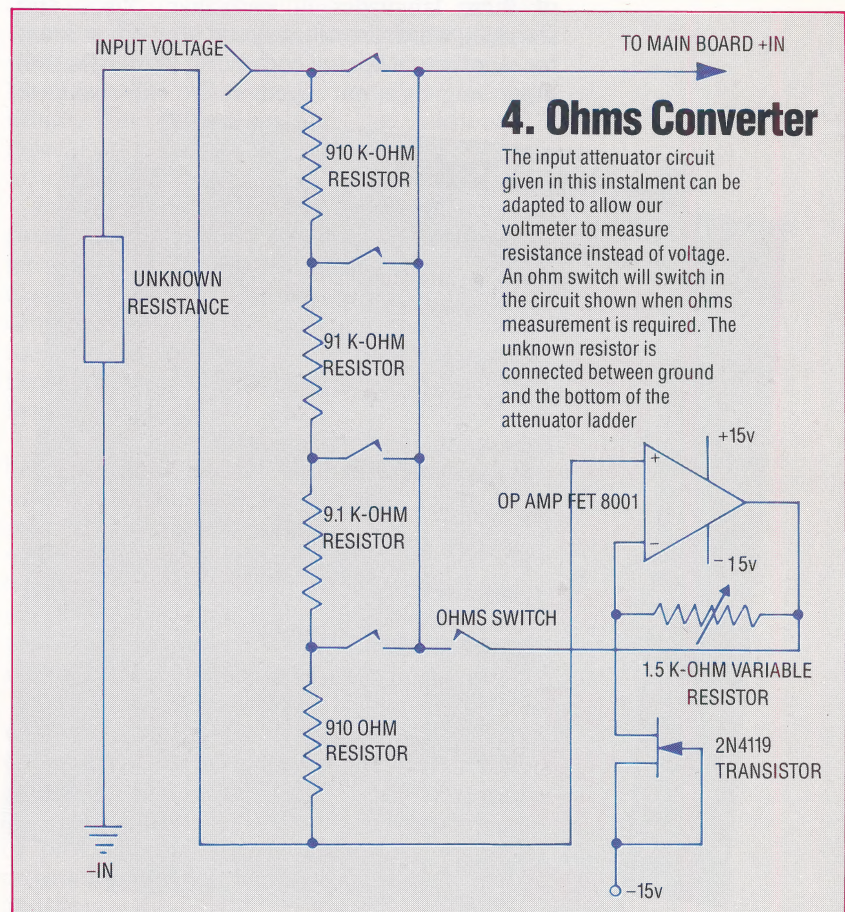 INPUT VOLTAGE
TO MAIN BOARD +IN
4. Ohms Converter
The input attenuator circuit
given in this instalment can be
adapted to allow our
voltmeter to measure
resistance instead of voltage.
An ohm switch will switch in
the circuit shown when ohms
measurement is required. The
unknown resistor is
connected between ground
and the bottom of the
attenuator ladder
910 K-OHM
RESISTOR
UNKNOWN
RESISTANCE
91 K-OHM
RESISTOR
+15v
+
OP AMP FET 8001
−
− 15v
9.1 K-OHM
RESISTOR
OHMS SWITCH
1.5 K-OHM VARIABLE
RESISTOR
910 OHM
RESISTOR
2N4119
TRANSISTOR
−IN
−15v